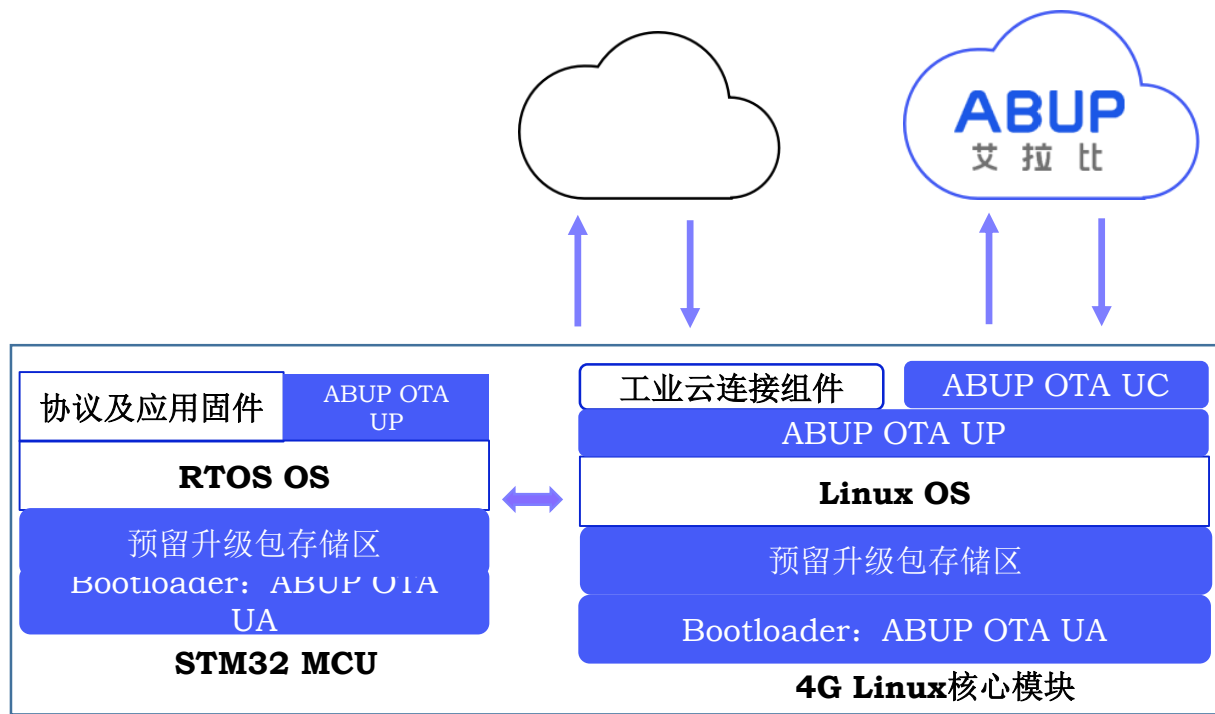 ABUP
艾拉比
协议及应用固件
ABUP OTA
UP
RTOS OS
预留升级包存储区
Bootloader：ABUP OTA
UA
STM32 MCU
工业云连接组件
ABUP OTA UC
ABUP OTA UP
Linux OS
预留升级包存储区
Bootloader：ABUP OTA UA
4G Linux核心模块